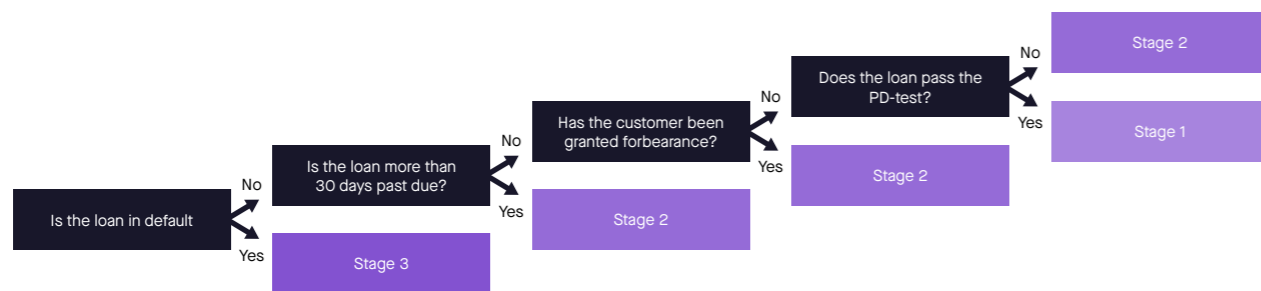 Is the loan in default
No
Yes
Stage 3
Is the loan more than
30 days past due?
No
Yes
Stage 2
Has the customer been
granted forbearance?
No
Yes
Stage 2
Does the loan pass the
PD-test?
No
Yes
Stage 2
Stage 1